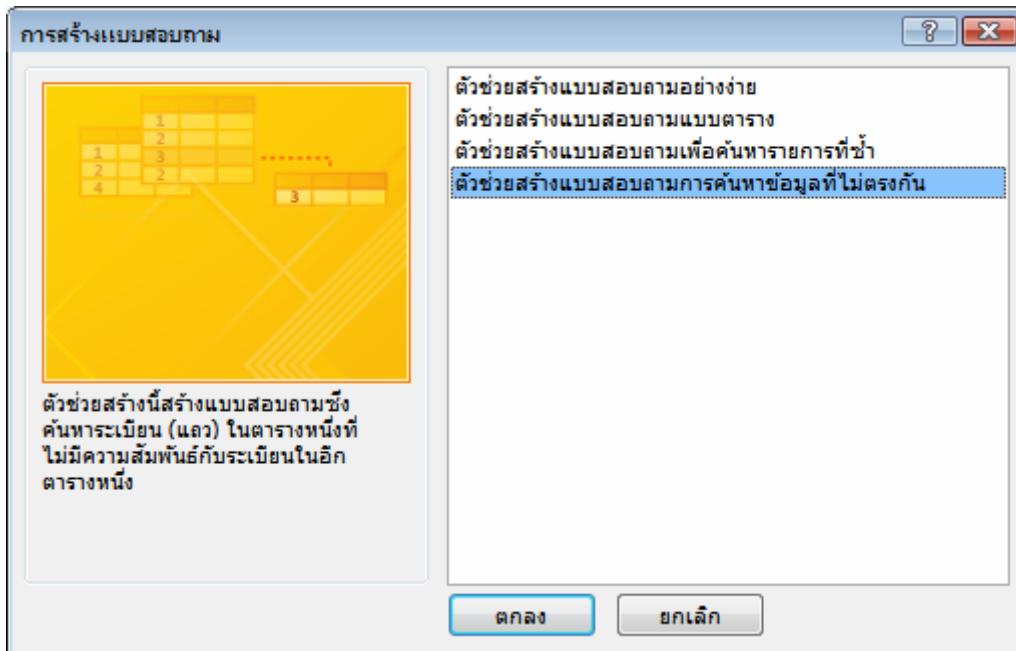 การสร้างแบบสอบถาม
1
2
3
2
1
2
4
3
ตัวช่วยสร้างนี้สร้างแบบสอบถามซึ่ง
ค้นหาระเบียน (แถว) ในตารางหนึ่งที่
ไม่มีความสัมพันธ์กับระเบียนในอีก
ตารางหนึ่ง
ตัวช่วยสร้างแบบสอบถามอย่างง่าย
ตัวช่วยสร้างแบบสอบถามแบบตาราง
ตัวช่วยสร้างแบบสอบถามเพื่อค้นหารายการที่ซ้ำ
ตัวช่วยสร้างแบบสอบถามการค้นหาข้อมูลที่ไม่ตรงกัน
ตกลง
ยกเลิก